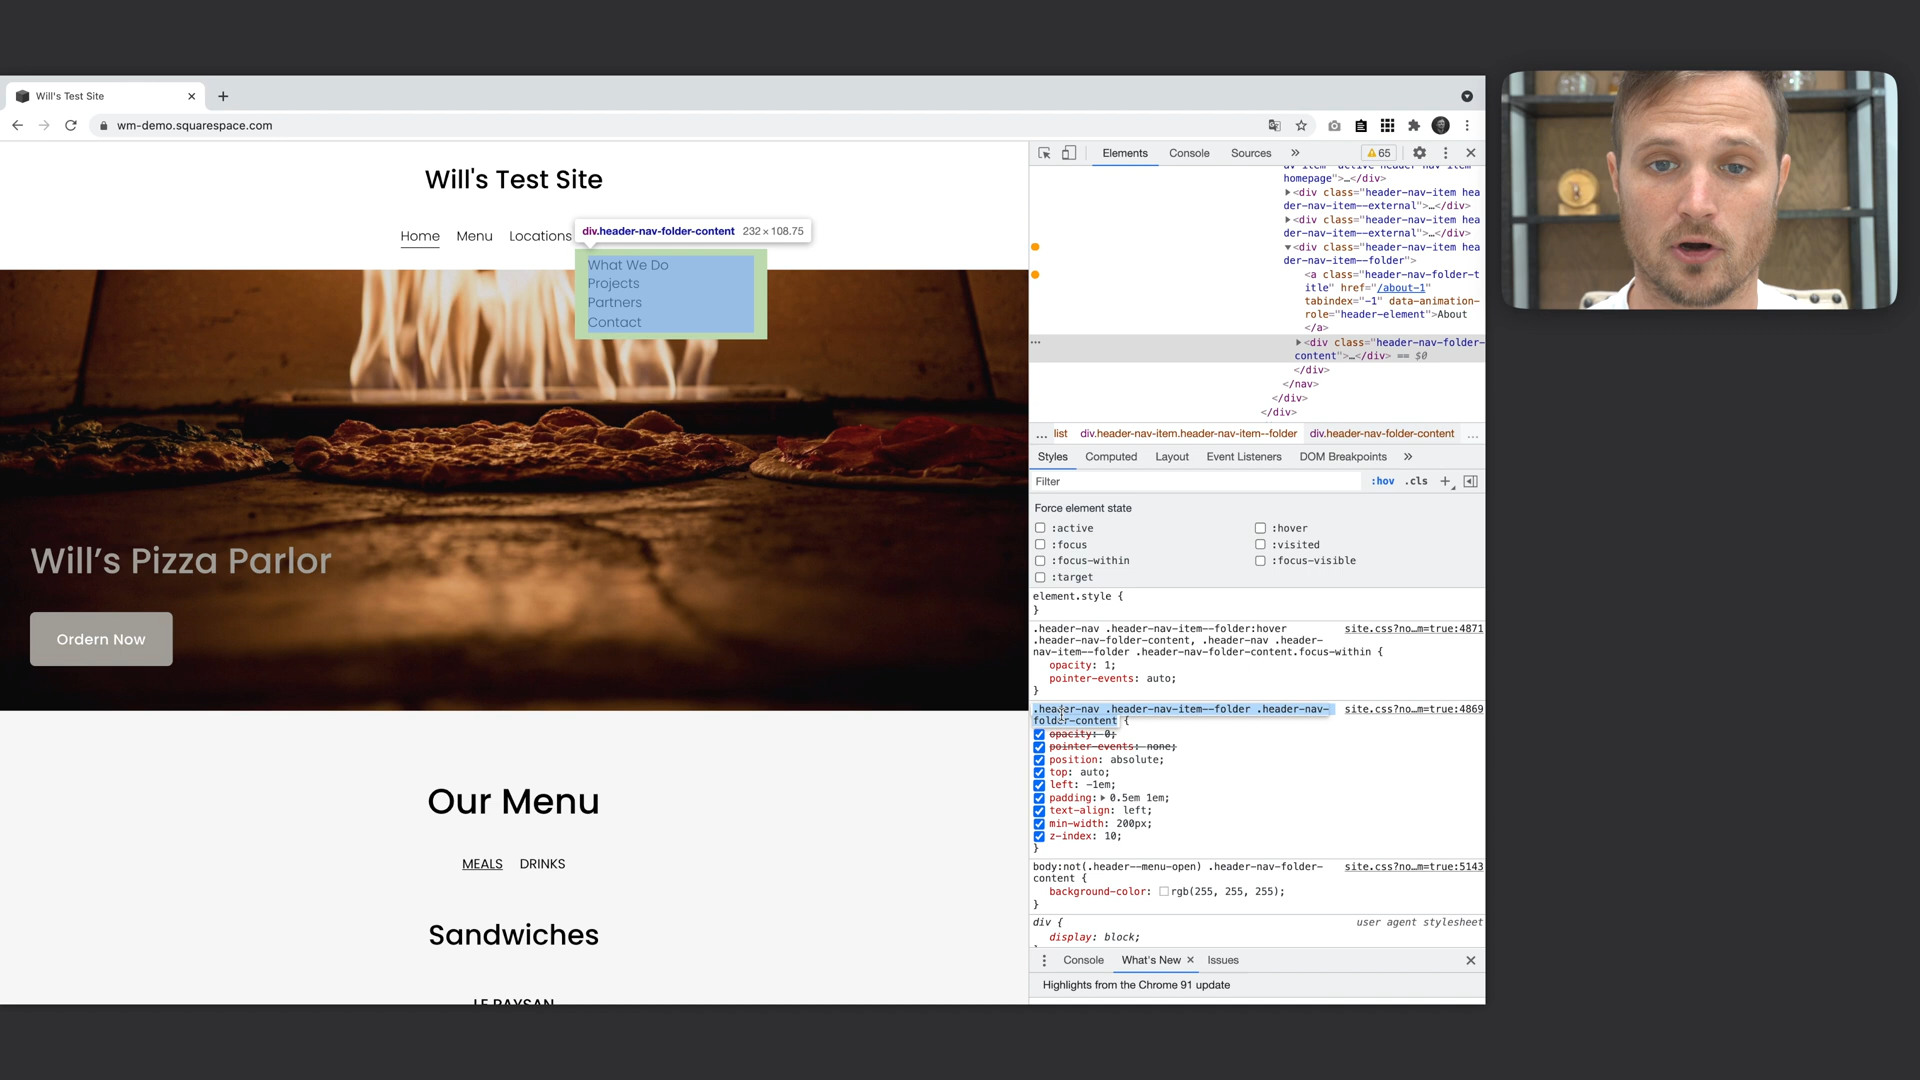 Will's Test Site
wm-demo.squarespace.com
Will's Test Site
Home Menu Locations
div.header-nav-folder-content 232 × 108.75
What We Do
Projects
Partners
Contact
Will’s Pizza Parlor
Ordern Now
Our Menu
MEALS DRINKS
Sandwiches
LE PAYSAN
Elements Console Sources » 65
homepage">…</div>
<div class="header-nav-item hea
der-nav-item--external">…</div>
<div class="header-nav-item hea
der-nav-item--external">…</div>
<div class="header-nav-item hea
der-nav-item--folder">
<a class="header-nav-folder-t
itle" href="/about-1"
tabindex="-1" data-animation-
role="header-element">About
</a>
… <div class="header-nav-folder-
content">…</div> == $0
</div>
</nav>
</div>
</div>
… list div.header-nav-item.header-nav-item--folder div.header-nav-folder-content …
Styles Computed Layout Event Listeners DOM Breakpoints »
Filter :hov .cls +
Force element state
:active :hover
:focus :visited
:focus-within :focus-visible
:target
element.style {
}
.header-nav .header-nav-item--folder:hover site.css?no…m=true:4871
.header-nav-folder-content, .header-nav .header-
nav-item--folder .header-nav-folder-content.focus-within {
opacity: 1;
pointer-events: auto;
}
.header-nav .header-nav-item--folder .header-nav- site.css?no…m=true:4869
folder-content {
opacity: 0;
pointer-events: none;
position: absolute;
top: auto;
left: -1em;
padding: 0.5em 1em;
text-align: left;
min-width: 200px;
z-index: 10;
}
body:not(.header--menu-open) .header-nav-folder- site.css?no…m=true:5143
content {
background-color: rgb(255, 255, 255);
}
div { user agent stylesheet
display: block;
Console What's New × Issues
Highlights from the Chrome 91 update